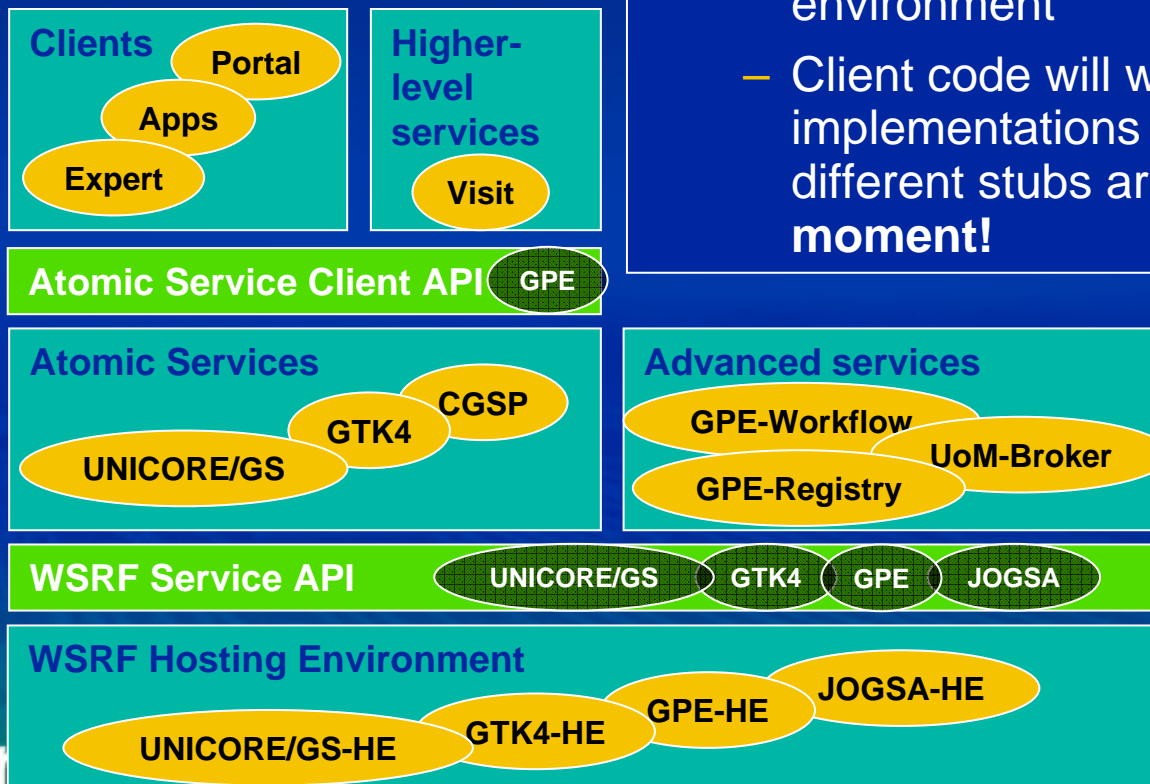 Clients
Portal
Apps
Expert
Higher-
level
services
Visit
environment
– Client code will
implementations
different stubs
moment!
Atomic Service Client API GPE
Atomic Services
CGSP
GTK4
UNICORE/GS
Advanced services
GPE-Workflow
UoM-Broker
GPE-Registry
WSRF Service API UNICORE/GS GTK4 GPE JOGSA
WSRF Hosting Environment
JOGSA-HE
GPE-HE
GTK4-HE
UNICORE/GS-HE